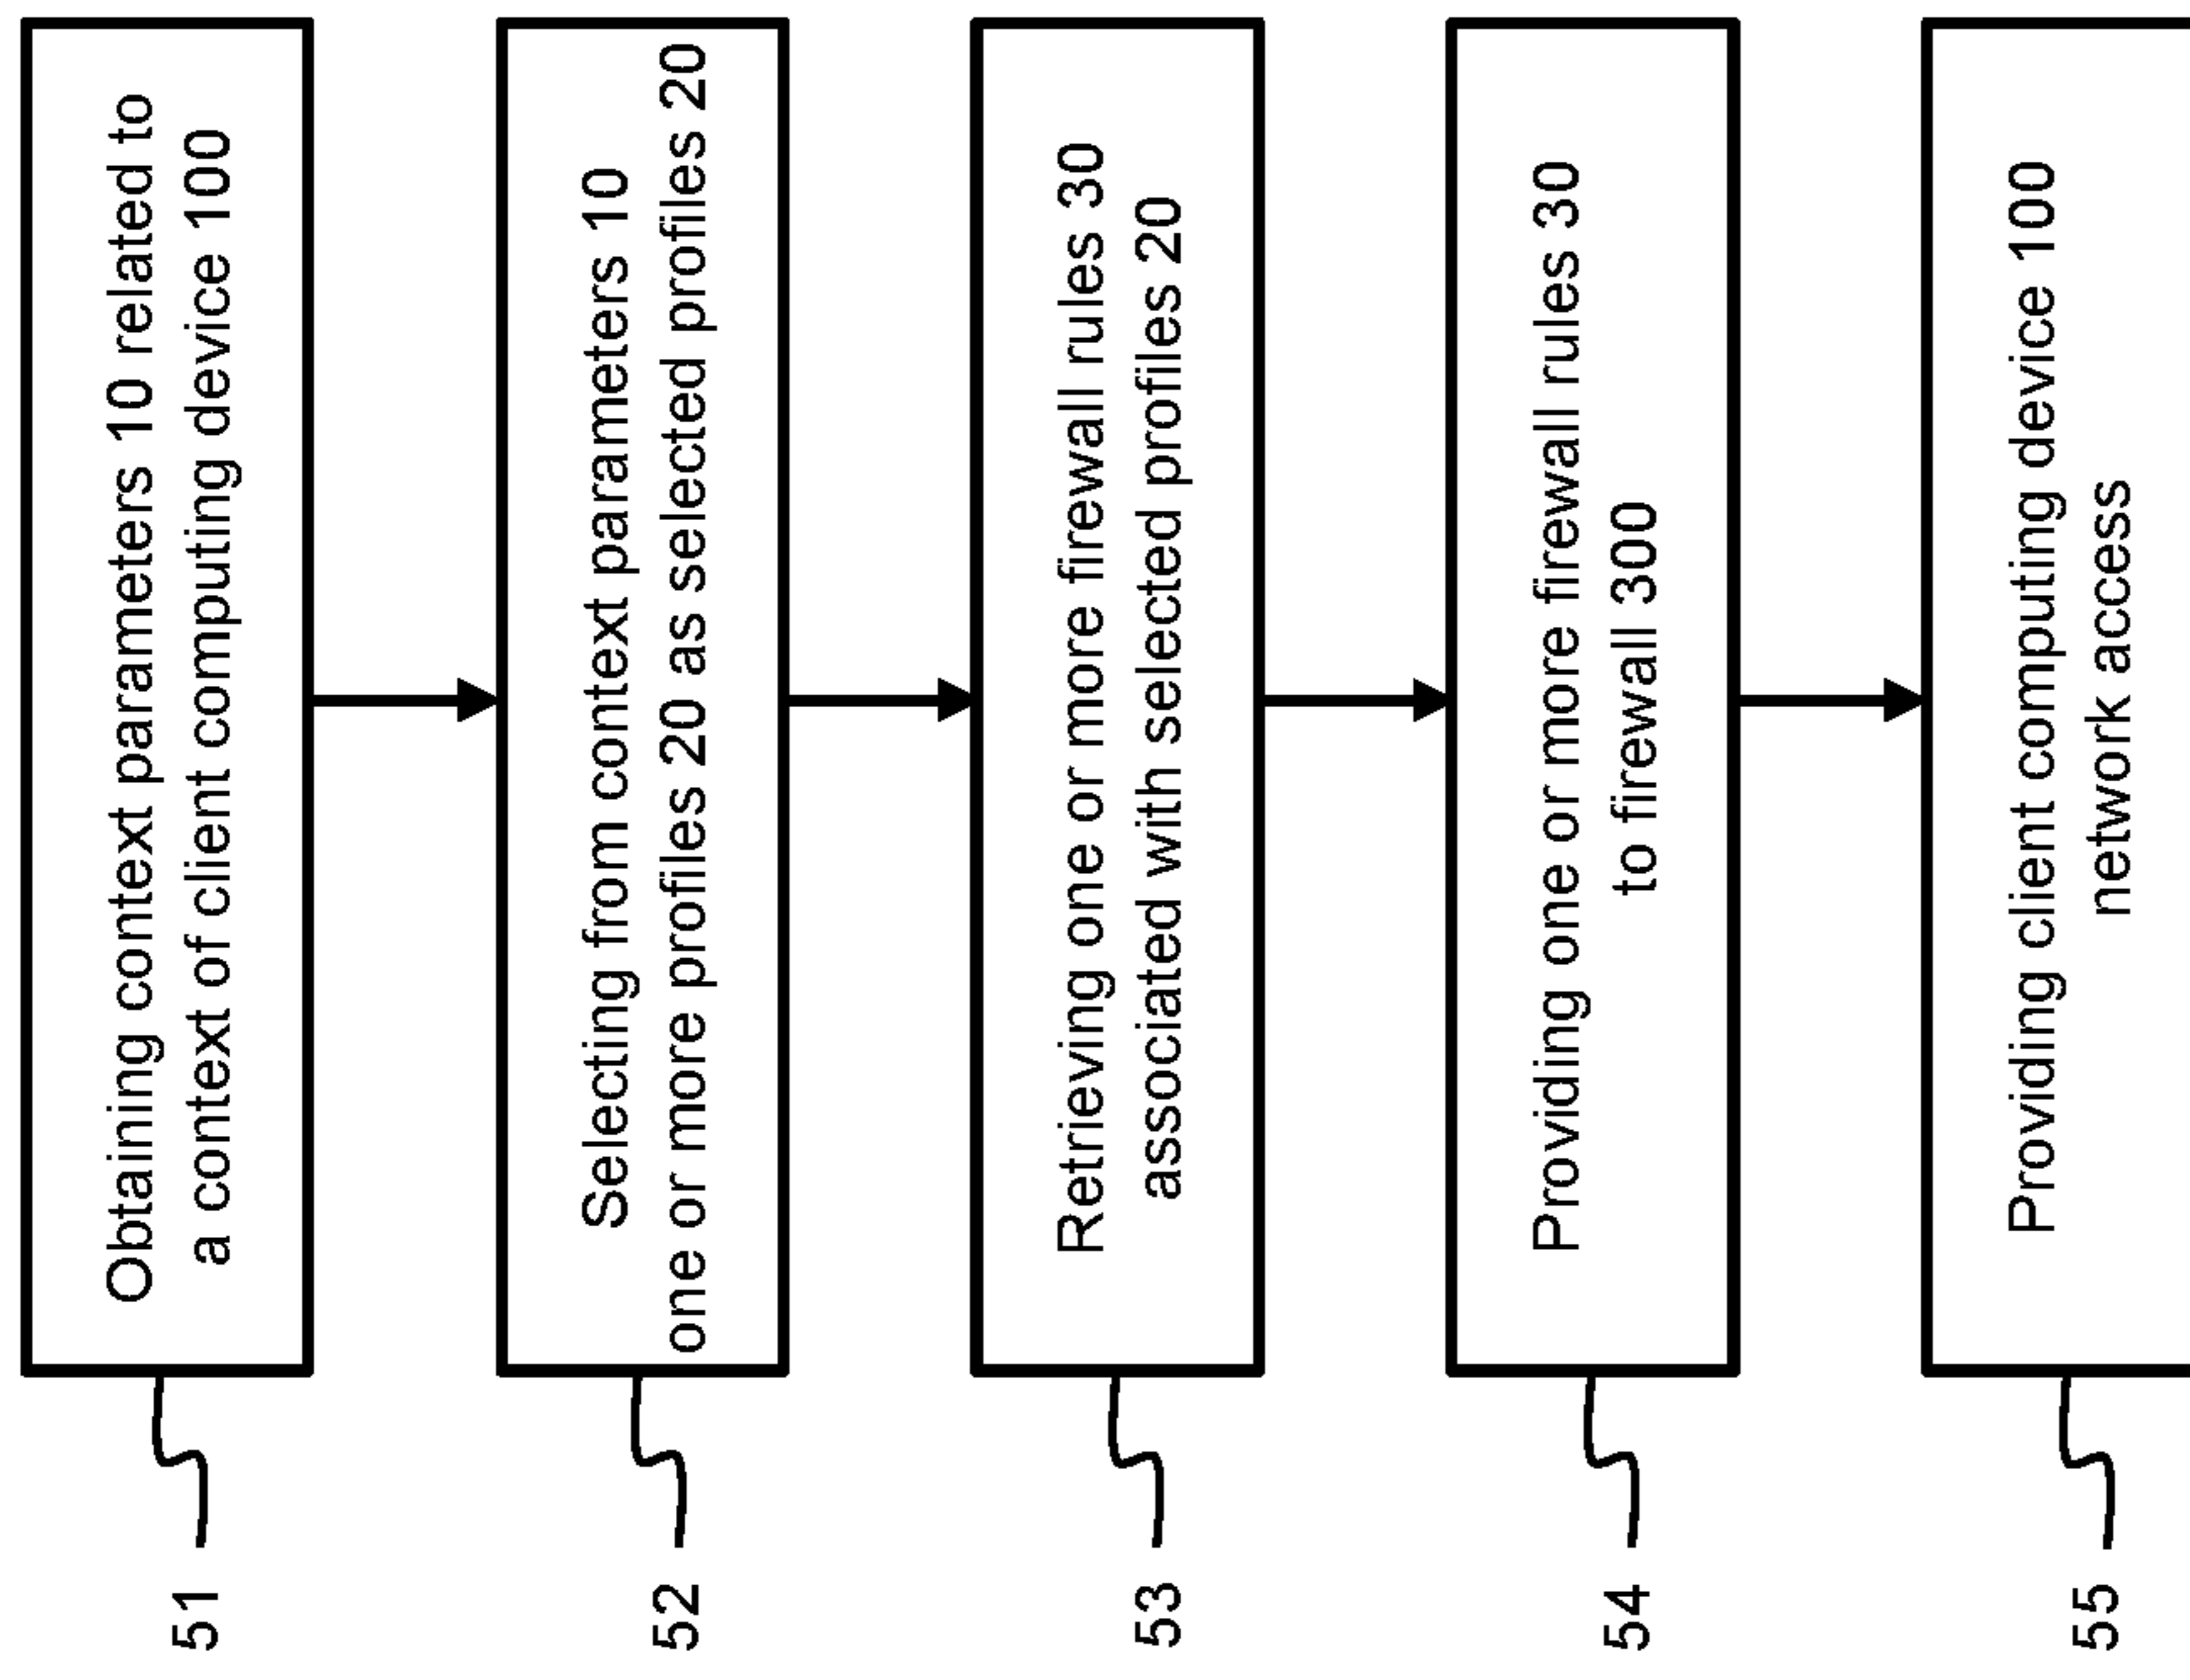 Obtaining context parameters 10 related to
a context of client computing device 100
51
Selecting from context parameters 10
one or more profiles 20 as selected profiles 20
52
Retrieving one or more firewall rules 30
associated with selected profiles 20
53
Providing one or more firewall rules 30
to firewall 300
54
Providing client computing device 100
network access
55